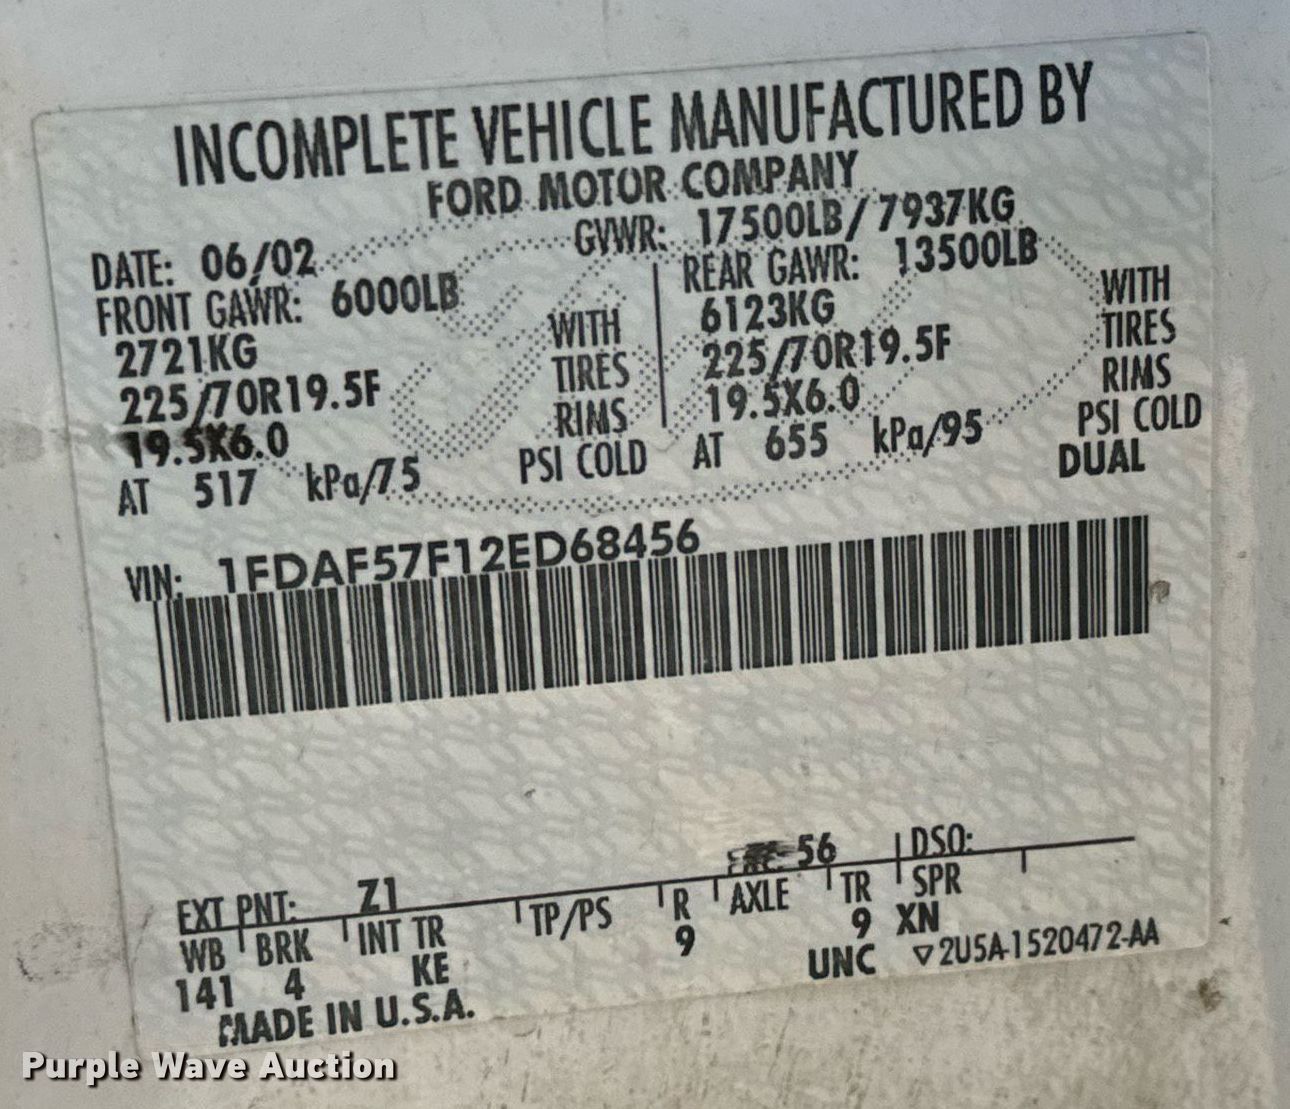 INCOMPLETE VEHICLE MANUFACTURED BY
FORD MOTOR COMPANY
DATE: 06/02 GVWR: 17500LB/7937KG
FRONT GAWR: 6000LB REAR GAWR: 13500LB
2721KG WITH 6123KG WITH
225/70R19.5F TIRES 225/70R19.5F TIRES
19.5X6.0 RIMS 19.5X6.0 RIMS
AT 517 kPa/75 PSI COLD AT 655 kPa/95 PSI COLD
DUAL
VIN: 1FDAF57F12ED68456
56 DSO:
EXT PNT: Z1
WB BRK INT TR TP/PS R AXLE TR SPR
141 4 KE 9 9 XN
MADE IN U.S.A. UNC ▽2U5A-1520472-AA
Purple Wave Auction